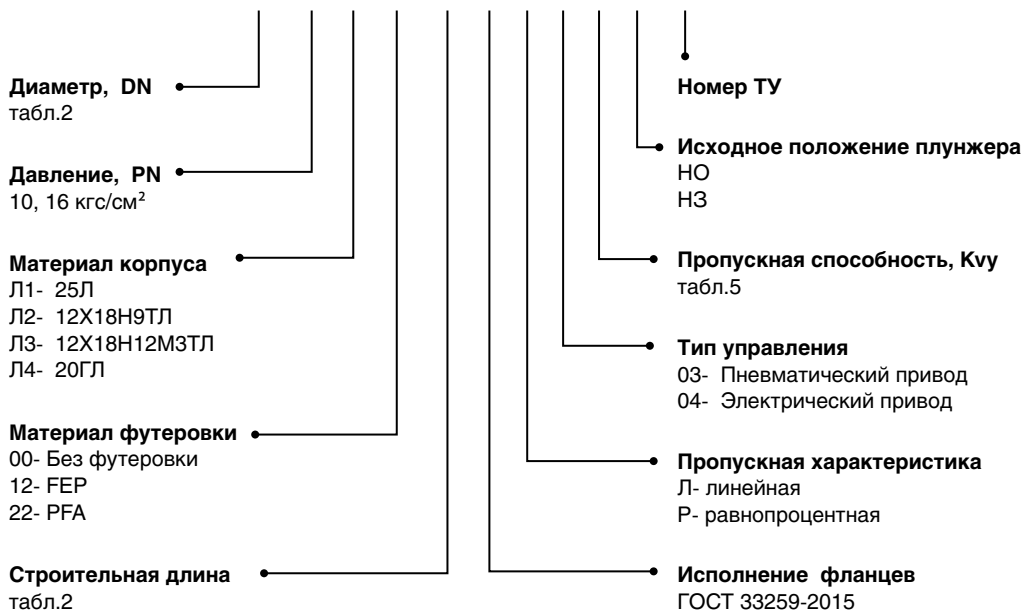 Диаметр, DN
табл.2
Давление, PN
10, 16 кгс/см²
Материал корпуса
Л1- 25Л
Л2- 12Х18Н9ТЛ
Л3- 12Х18Н12М3ТЛ
Л4- 20ГЛ
Материал футеровки
00- Без футеровки
12- FEP
22- PFA
Строительная длина
табл.2
Номер ТУ
Исходное положение плунжера
НО
НЗ
Пропускная способность, Kvy
табл.5
Тип управления
03- Пневматический привод
04- Электрический привод
Пропускная характеристика
Л- линейная
Р- равнопроцентная
Исполнение фланцев
ГОСТ 33259-2015